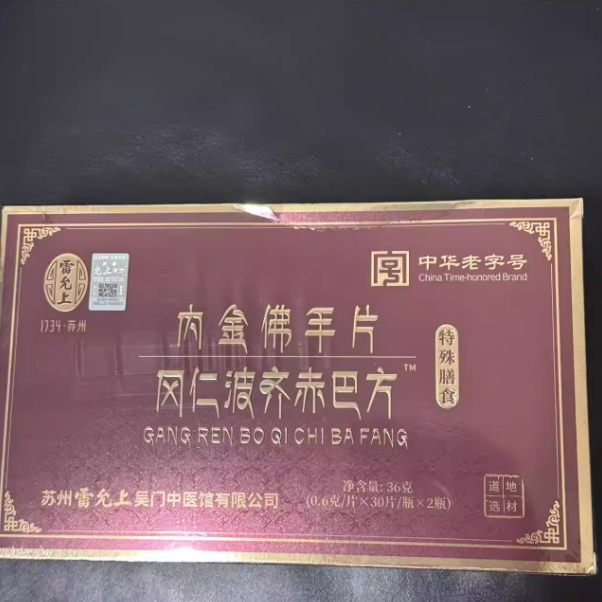 雷允上
1734·苏州
允上
中华老字号
China Time-honored Brand
内金佛手片
冈仁波齐赤巴方™
GANG REN BO QI CHI BA FANG
特殊膳食
净含量: 36克
(0.6克/片×30片/瓶×2瓶)
苏州雷允上吴门中医馆有限公司
道地
选材